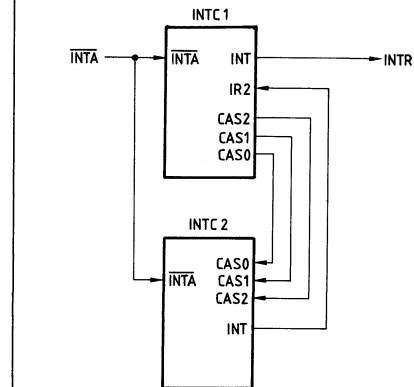 INTC 1
INTA INTA INT INTR
IR2
CAS2
CAS1
CAS0
INTC 2
CAS0
INTA CAS1
CAS2
INT